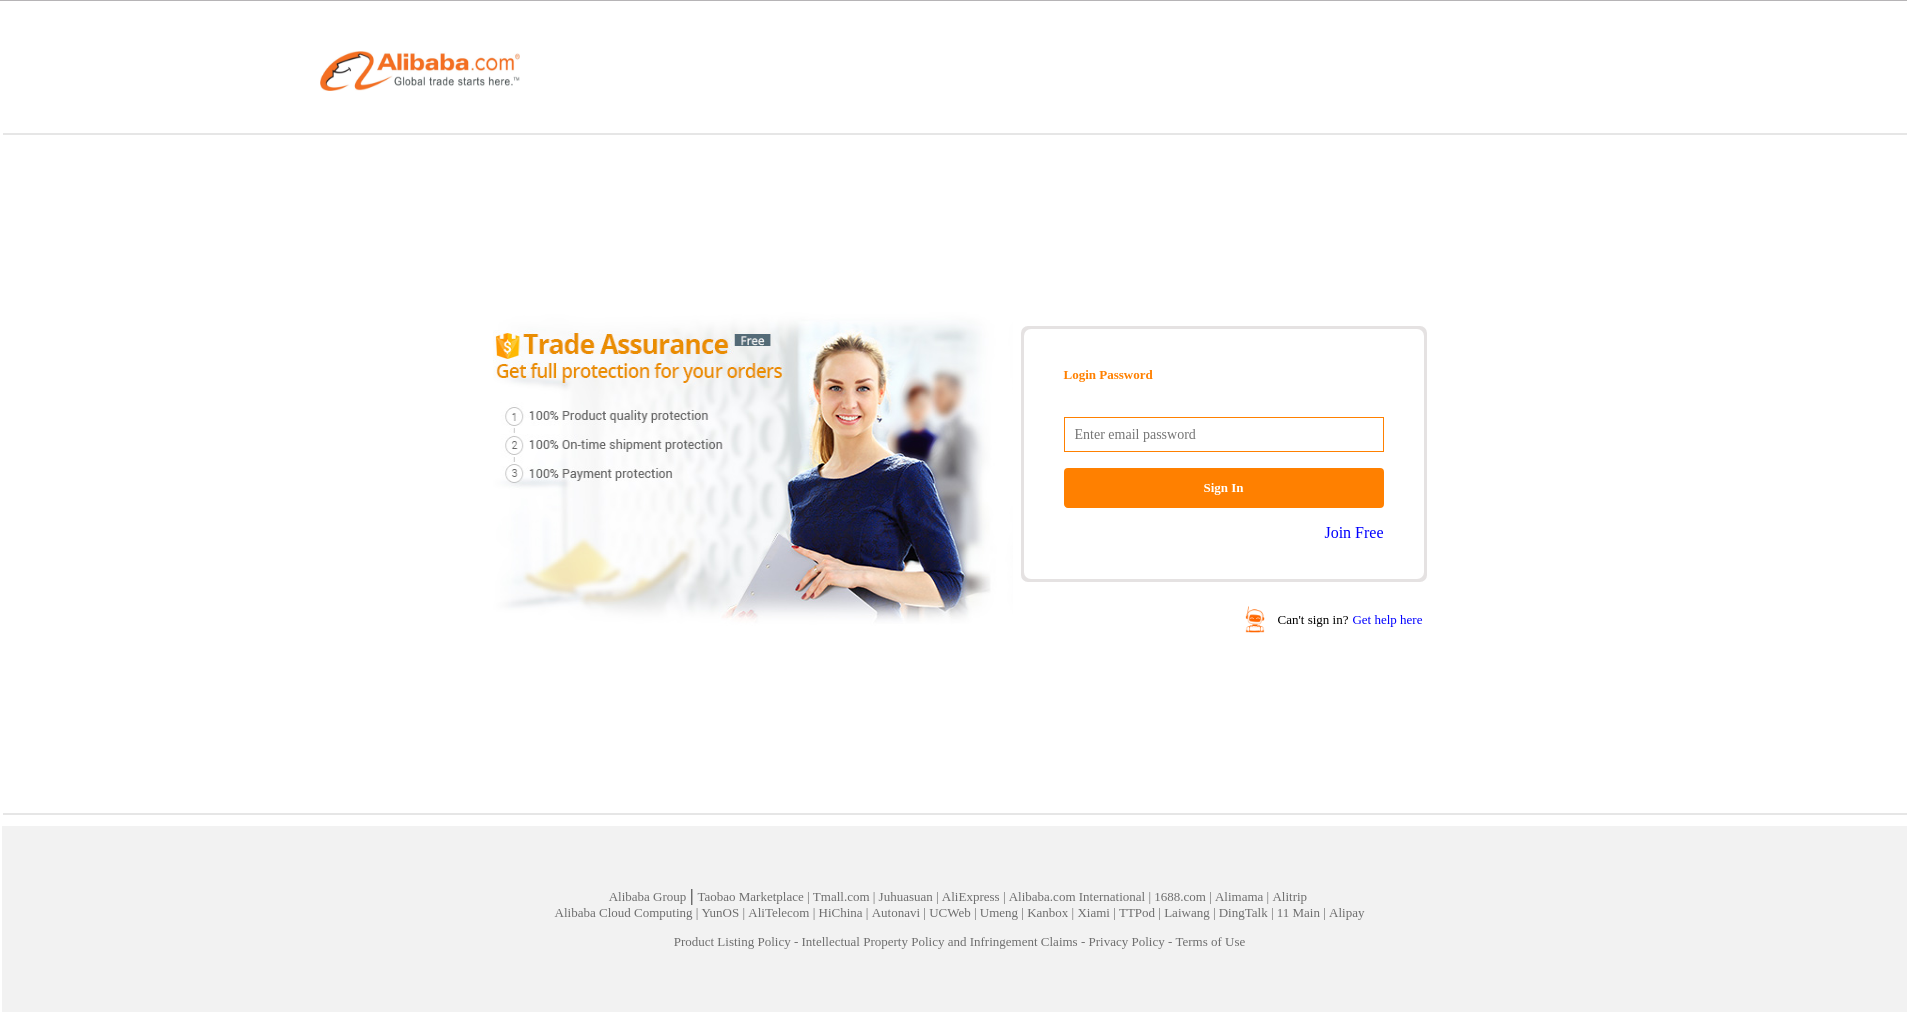 Alibaba.com®
Global trade starts here.™
Trade Assurance Free
Get full protection for your orders
1 100% Product quality protection
2 100% On-time shipment protection
3 100% Payment protection
Login Password
Enter email password
Sign In
Join Free
Can't sign in? Get help here
Alibaba Group | Taobao Marketplace | Tmall.com | Juhuasuan | AliExpress | Alibaba.com International | 1688.com | Alimama | Alitrip
Alibaba Cloud Computing | YunOS | AliTelecom | HiChina | Autonavi | UCWeb | Umeng | Kanbox | Xiami | TTPod | Laiwang | DingTalk | 11 Main | Alipay
Product Listing Policy - Intellectual Property Policy and Infringement Claims - Privacy Policy - Terms of Use